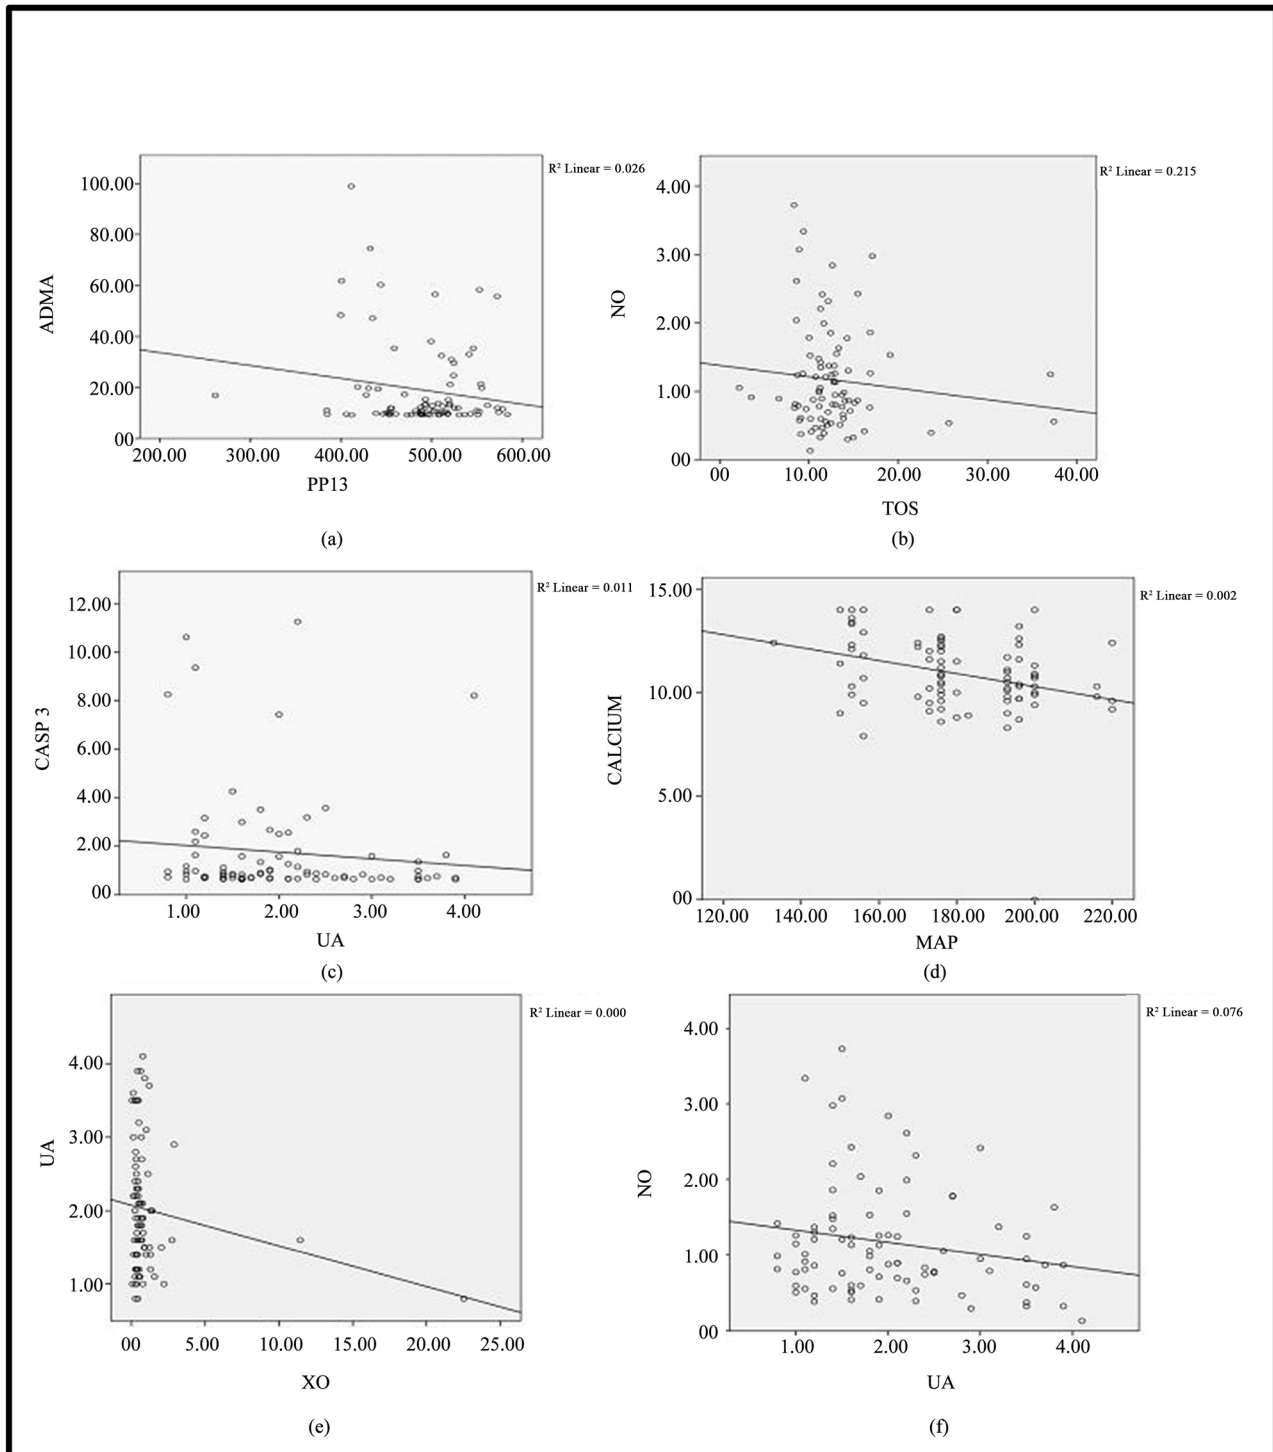 R² Linear = 0.026
100.00
80.00
60.00
40.00
20.00
00
ADMA
200.00 300.00 400.00 500.00 600.00
PP13
(a)
R² Linear = 0.215
4.00
3.00
2.00
1.00
00
NO
00 10.00 20.00 30.00 40.00
TOS
(b)
R² Linear = 0.011
12.00
10.00
8.00
6.00
4.00
2.00
00
CASP 3
1.00 2.00 3.00 4.00
UA
(c)
R² Linear = 0.002
15.00
10.00
5.00
00
CALCIUM
120.00 140.00 160.00 180.00 200.00 220.00
MAP
(d)
R² Linear = 0.000
4.00
3.00
2.00
1.00
UA
00 5.00 10.00 15.00 20.00 25.00
XO
(e)
R² Linear = 0.076
4.00
3.00
2.00
1.00
00
NO
1.00 2.00 3.00 4.00
UA
(f)